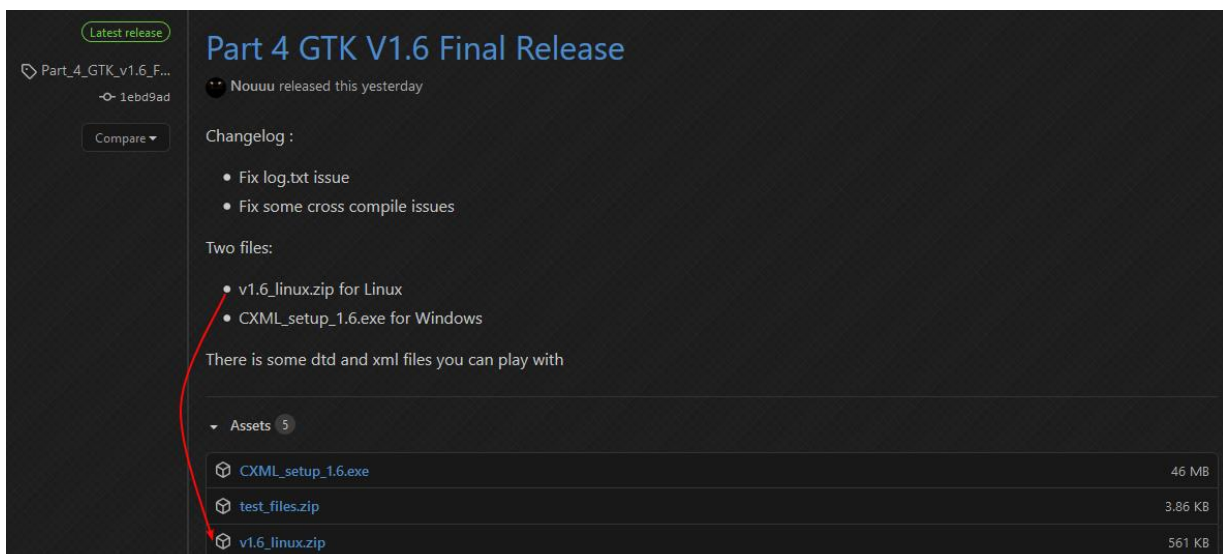 Latest release
Part_4_GTK_v1.6_F...
1ebd9ad
Compare
Part 4 GTK V1.6 Final Release
Nouuu released this yesterday
Changelog :
Fix log.txt issue
Fix some cross compile issues
Two files:
v1.6_linux.zip for Linux
CXML_setup_1.6.exe for Windows
There is some dtd and xml files you can play with
Assets 5
CXML_setup_1.6.exe 46 MB
test_files.zip 3.86 KB
v1.6_linux.zip 561 KB